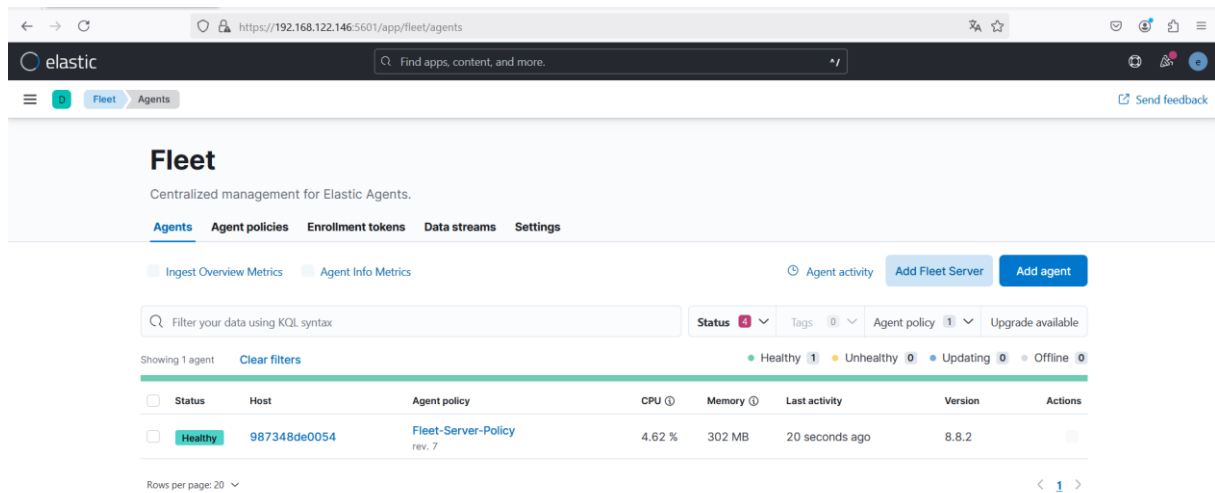 https://192.168.122.146:5601/app/fleet/agents
elastic
Find apps, content, and more.
^/
e
D
Fleet
Agents
Send feedback
Fleet
Centralized management for Elastic Agents.
Agents Agent policies Enrollment tokens Data streams Settings
Ingest Overview Metrics Agent Info Metrics
Agent activity Add Fleet Server Add agent
Filter your data using KQL syntax
Status 4 Tags 0 Agent policy 1 Upgrade available
Showing 1 agent Clear filters
Healthy 1 Unhealthy 0 Updating 0 Offline 0
Status Host Agent policy CPU Memory Last activity Version Actions
Healthy 987348de0054 Fleet-Server-Policy 4.62 % 302 MB 20 seconds ago 8.8.2
rev. 7
Rows per page: 20
< 1 >